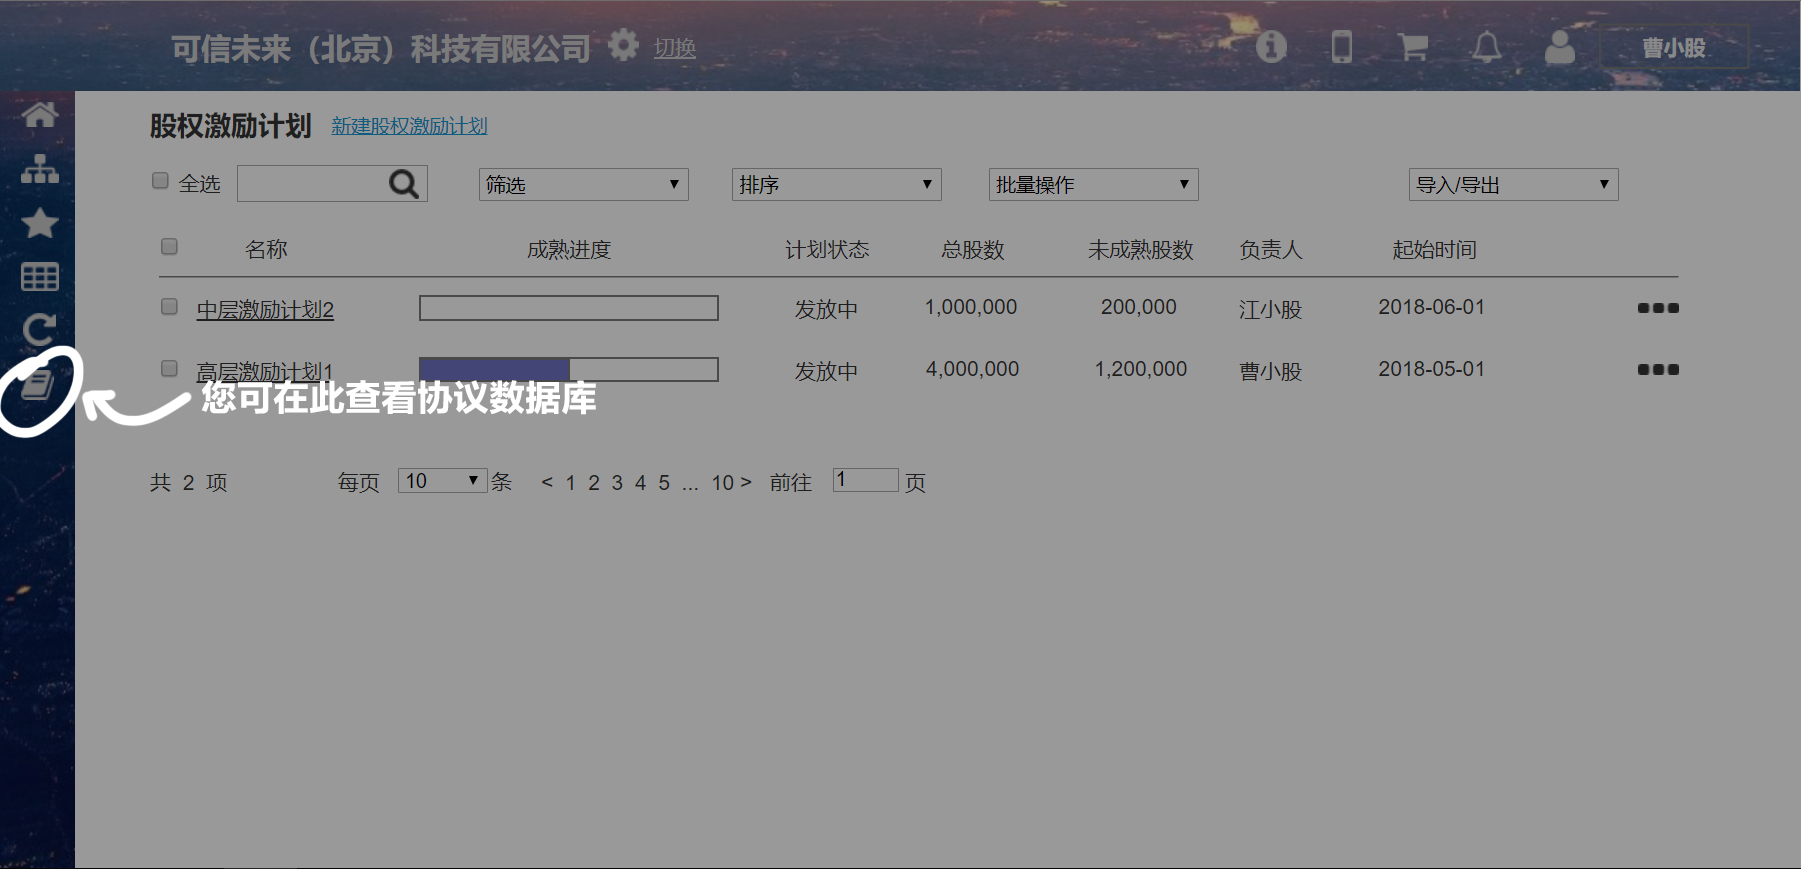 可信未来（北京）科技有限公司 切换 曹小股
股权激励计划 新建股权激励计划
全选 筛选 排序 批量操作 导入/导出
名称 成熟进度 计划状态 总股数 未成熟股数 负责人 起始时间
中层激励计划2 发放中 1,000,000 200,000 江小股 2018-06-01
高层激励计划1 发放中 4,000,000 1,200,000 曹小股 2018-05-01
您可在此查看协议数据库
共 2 项 每页 10 条 < 1 2 3 4 5 ... 10 > 前往 1 页